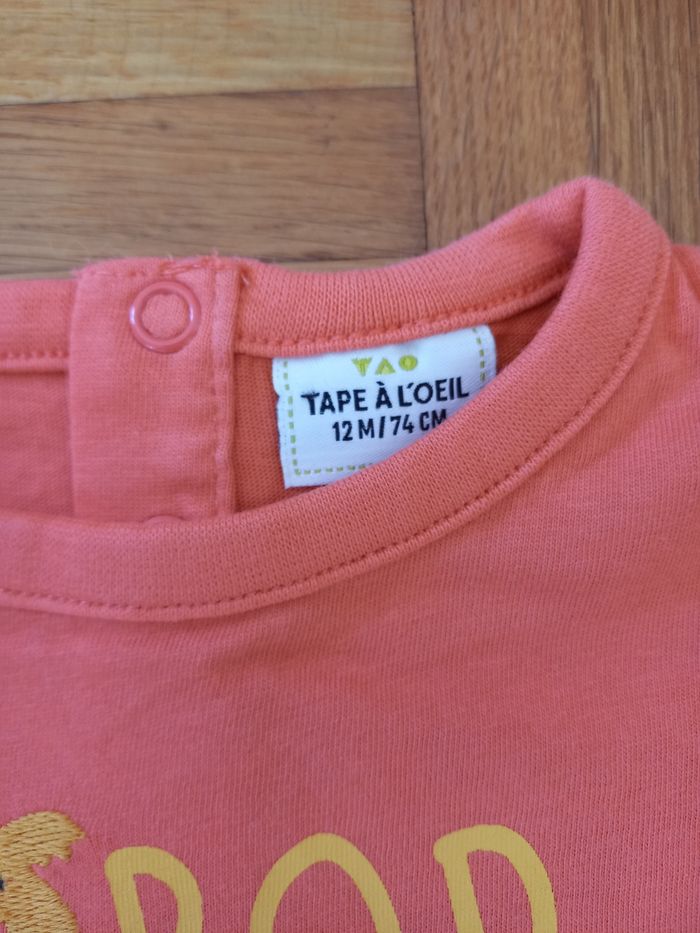 TAO
TAPE À L'OEIL
12 M/74 CM